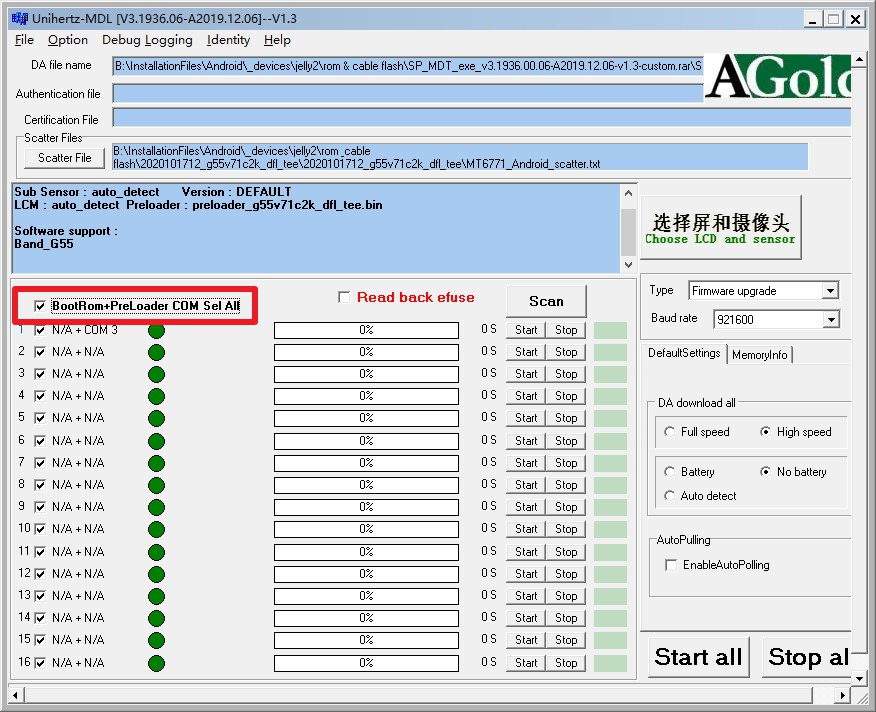 Unihertz-MDL [V3.1936.06-A2019.12.06]--V1.3
File Option Debug Logging Identity Help
DA file name B:\InstallationFiles\Android\_devices\jelly2\rom & cable flash\SP_MDT_exe_v3.1936.00.06-A2019.12.06-v1.3-custom.rar\S
AGold
Authentication file
Certification File
Scatter Files
Scatter File B:\InstallationFiles\Android\_devices\jelly2\rom_cable
flash\2020101712_g55v71c2k_dfl_tee\2020101712_g55v71c2k_dfl_tee\MT6771_Android_scatter.txt
Sub Sensor : auto_detect Version : DEFAULT
LCM : auto_detect Preloader : preloader_g55v71c2k_dfl_tee.bin
Software support :
Band_G55
选择屏和摄像头
Choose LCD and sensor
BootRom+PreLoader COM Sel All Read back efuse Scan
1 N/A + COM 3 0% 0 S Start Stop
2 N/A + N/A 0% 0 S Start Stop
3 N/A + N/A 0% 0 S Start Stop
4 N/A + N/A 0% 0 S Start Stop
5 N/A + N/A 0% 0 S Start Stop
6 N/A + N/A 0% 0 S Start Stop
7 N/A + N/A 0% 0 S Start Stop
8 N/A + N/A 0% 0 S Start Stop
9 N/A + N/A 0% 0 S Start Stop
10 N/A + N/A 0% 0 S Start Stop
11 N/A + N/A 0% 0 S Start Stop
12 N/A + N/A 0% 0 S Start Stop
13 N/A + N/A 0% 0 S Start Stop
14 N/A + N/A 0% 0 S Start Stop
15 N/A + N/A 0% 0 S Start Stop
16 N/A + N/A 0% 0 S Start Stop
Type Firmware upgrade
Baud rate 921600
DefaultSettings MemoryInfo
DA download all
Full speed High speed
Battery No battery
Auto detect
AutoPulling
EnableAutoPolling
Start all Stop al